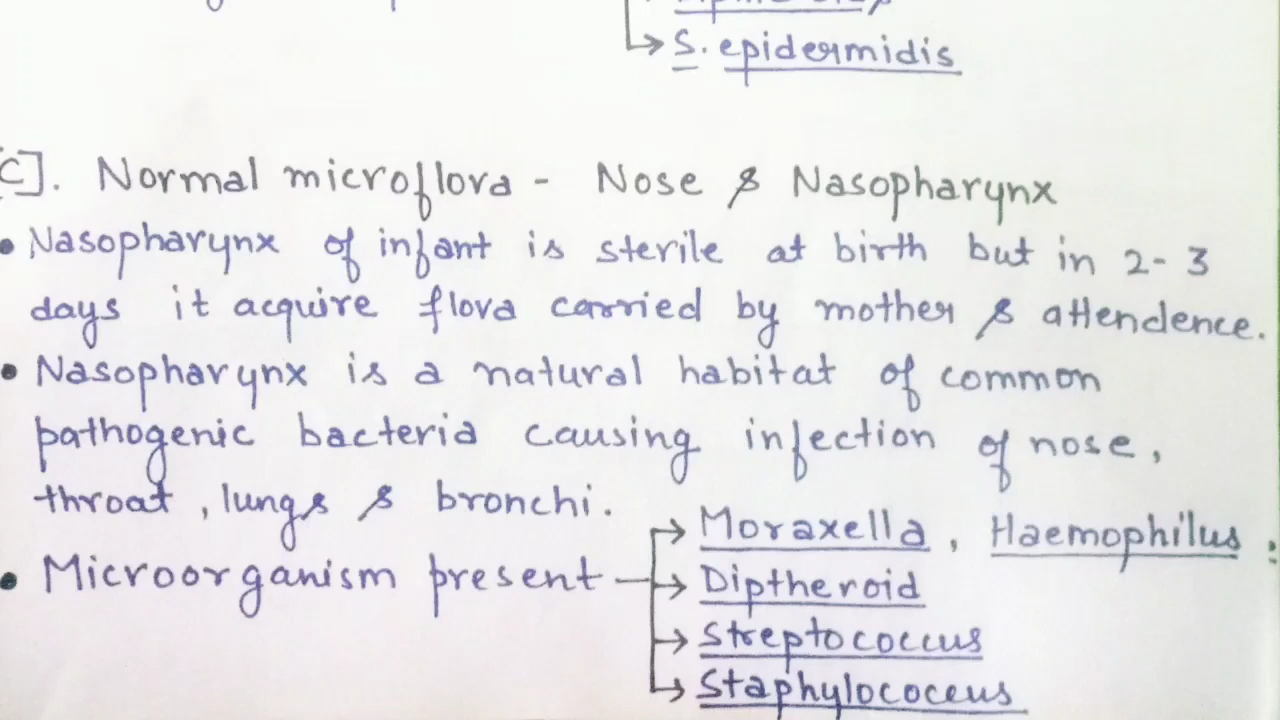 S. epidermidis
C]. Normal microflora - Nose & Nasopharynx
• Nasopharynx of infant is sterile at birth but in 2-3
days it acquire flora carried by mother & attendence.
• Nasopharynx is a natural habitat of common
pathogenic bacteria causing infection of nose,
throat, lungs & bronchi.
• Microorganism present → Moraxella, Haemophilus
→ Diptheroid
→ Streptococcus
→ Staphylococcus